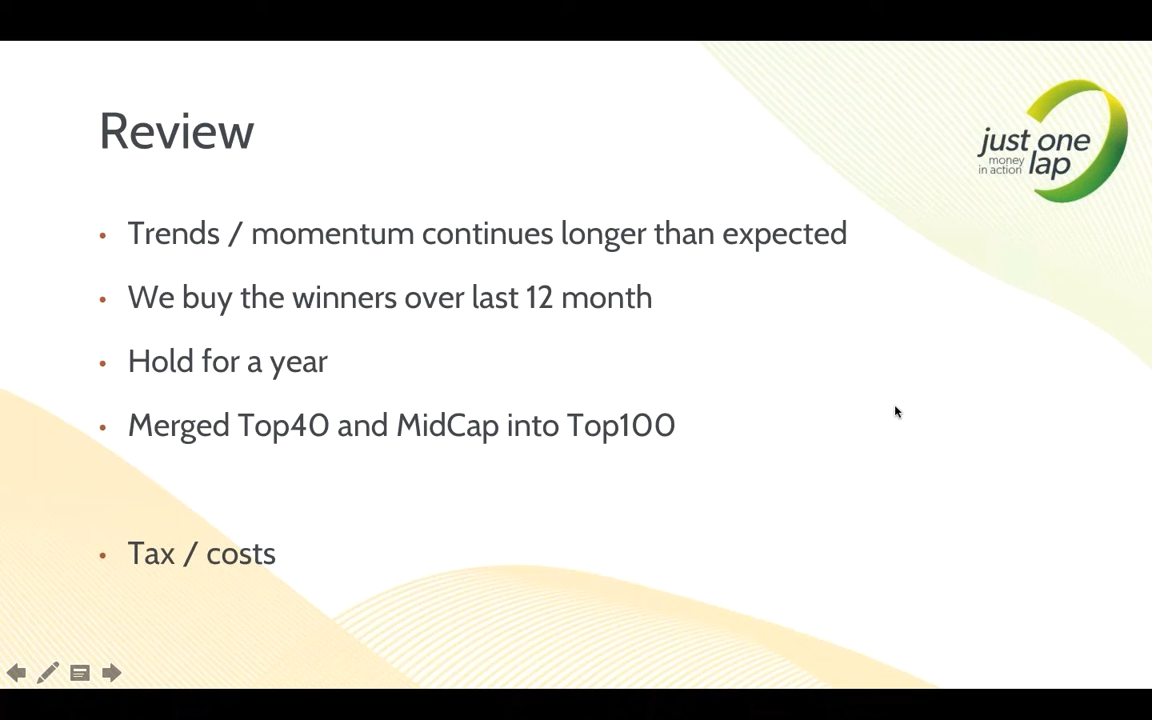 Review
just one
money
in action lap
Trends / momentum continues longer than expected
We buy the winners over last 12 month
Hold for a year
Merged Top40 and MidCap into Top100
Tax / costs